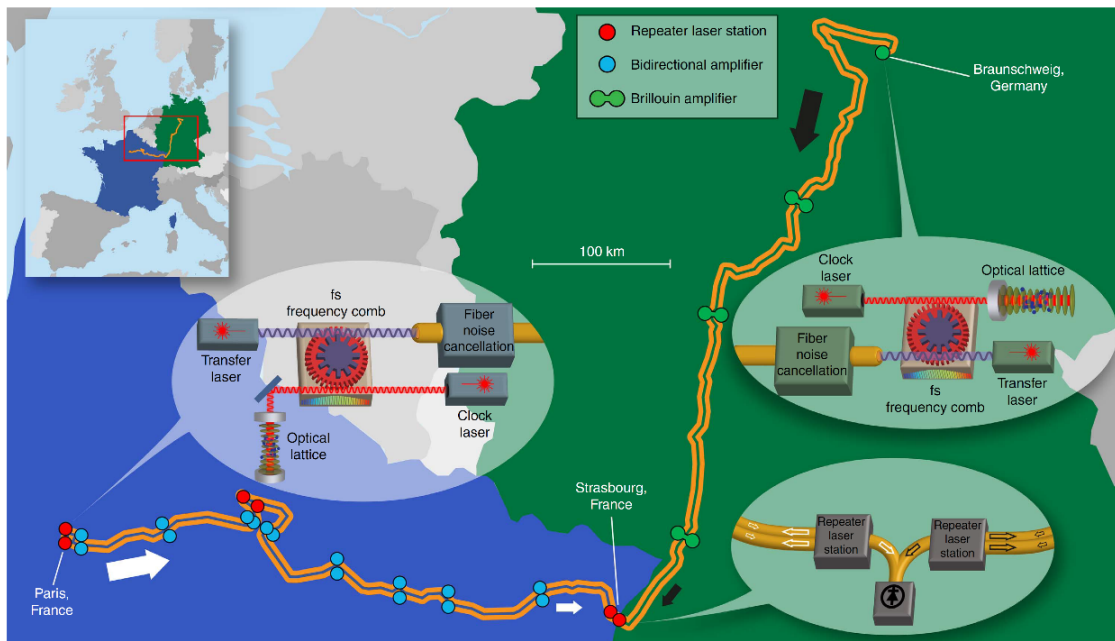 Repeater laser station
Bidirectional amplifier
Brillouin amplifier
Braunschweig,
Germany
100 km
fs
frequency comb
Fiber
noise
cancellation
Transfer
laser
Clock
laser
Optical
lattice
Clock
laser
Optical lattice
Fiber
noise
cancellation
Transfer
laser
fs
frequency comb
Strasbourg,
France
Repeater
laser
station
Repeater
laser
station
Paris,
France